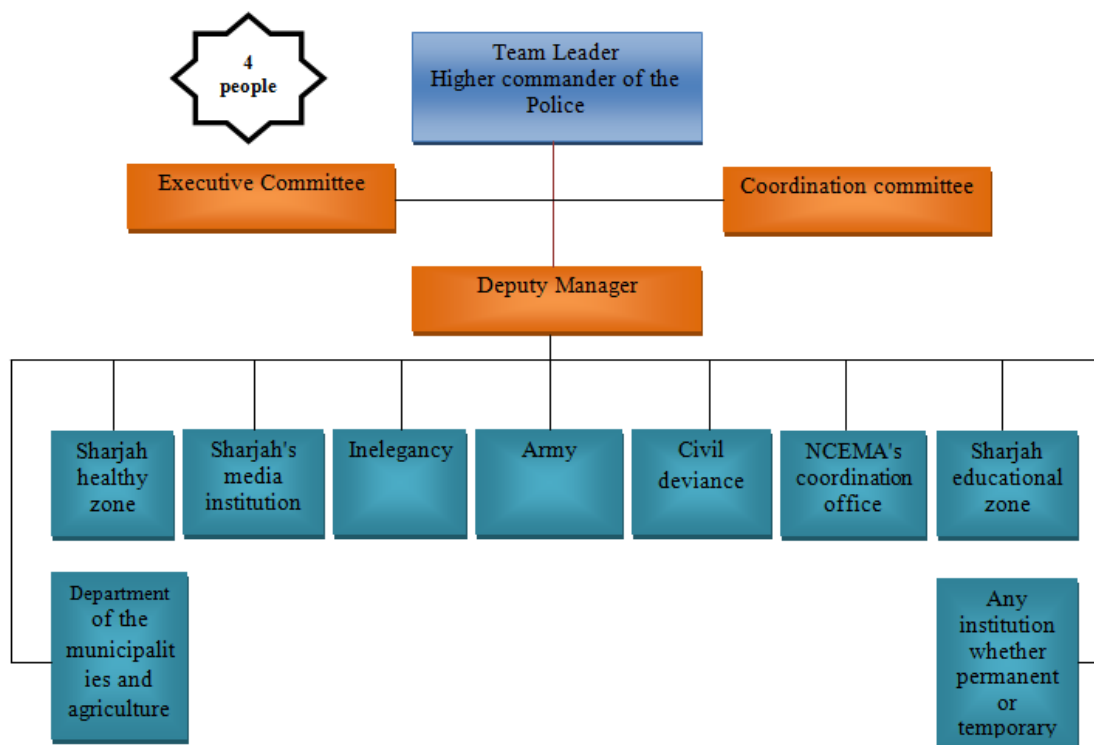 4
people
Team Leader
Higher commander of the
Police
Executive Committee
Coordination committee
Deputy Manager
Sharjah
healthy
zone
Sharjah's
media
institution
Inelegancy
Army
Civil
deviance
NCEMA's
coordination
office
Sharjah
educational
zone
Department
of the
municipalit
ies and
agriculture
Any
institution
whether
permanent
or
temporary